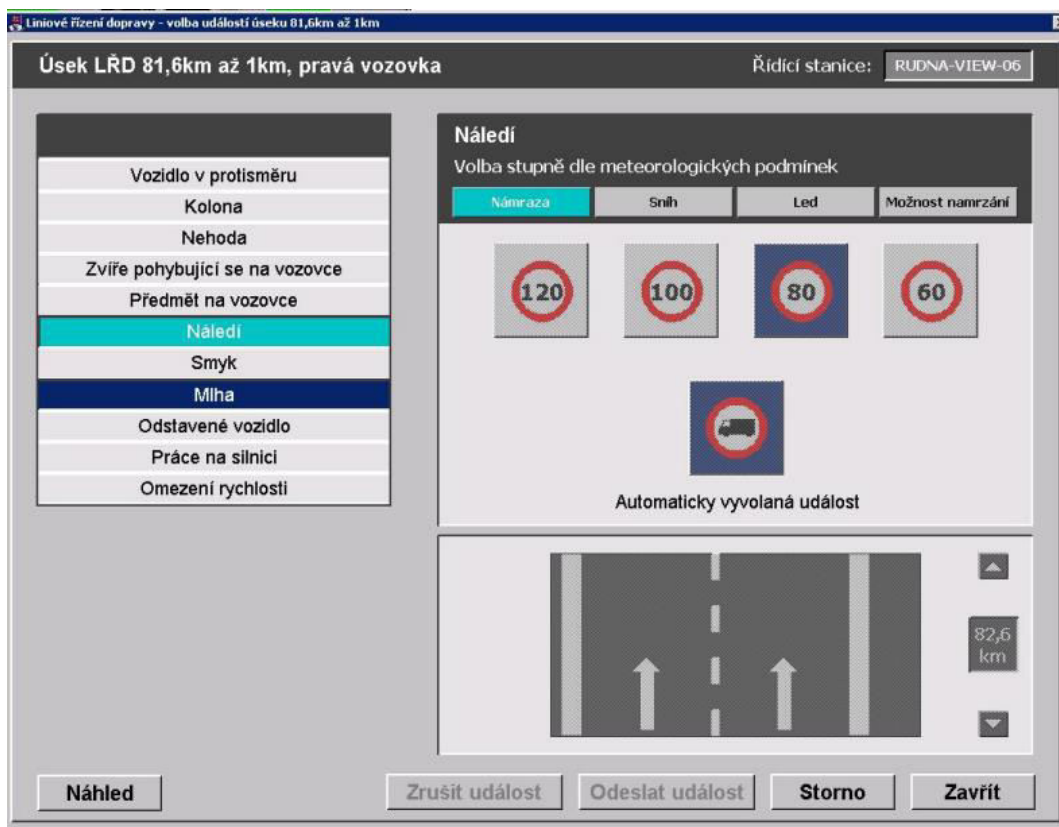 Liniové řízení dopravy - volba událostí úseku 81,6km až 1km
Úsek LŘD 81,6km až 1km, pravá vozovka
Řídící stanice: RUDNA-VIEW-06
Vozidlo v protisměru
Kolona
Nehoda
Zvíře pohybující se na vozovce
Předmět na vozovce
Náledí
Smyk
Mlha
Odstavené vozidlo
Práce na silnici
Omezení rychlosti
Náledí
Volba stupně dle meteorologických podmínek
Námraza Sníh Led Možnost namrzání
120 100 80 60
Automaticky vyvolaná událost
82,6
km
Náhled Zrušit událost Odeslat událost Storno Zavřít